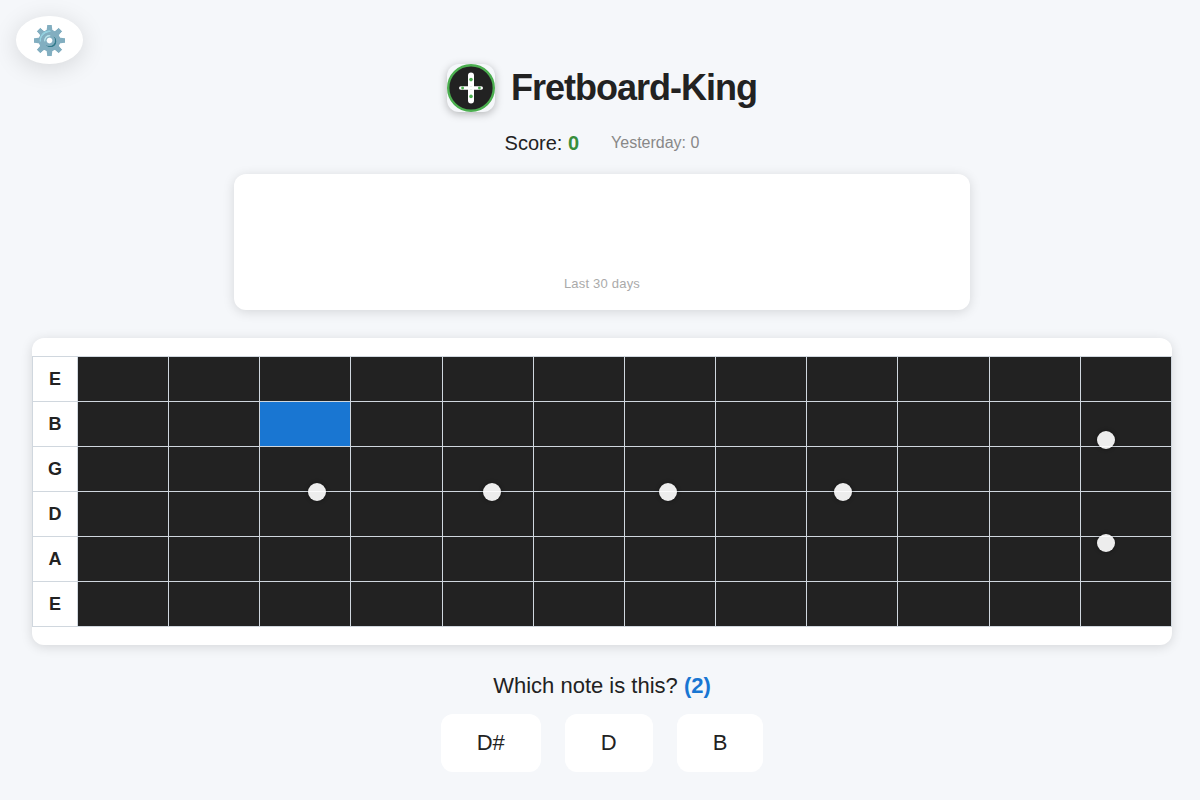 ⚙️
Fretboard-King
Score: 0 Yesterday: 0
Last 30 days
E
B
G
D
A
E
Which note is this? (2)
D# D B